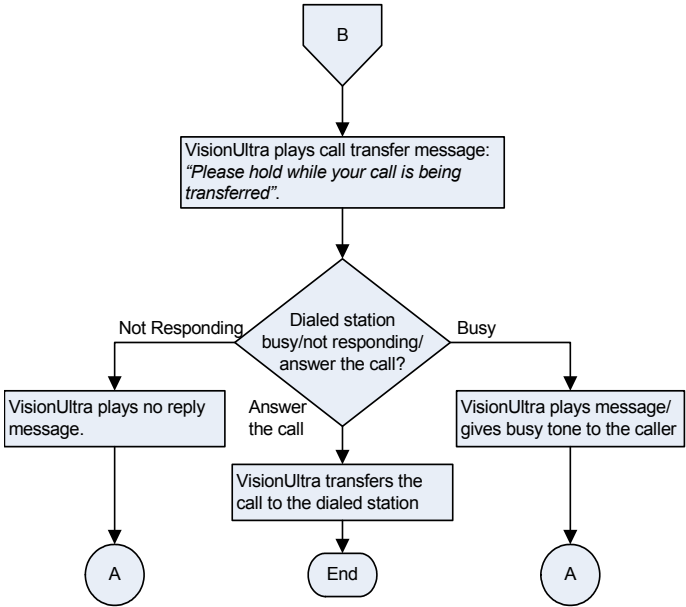 B
VisionUltra plays call transfer message:
“Please hold while your call is being
transferred”.
Dialed station
busy/not responding/
answer the call?
Not Responding
Busy
Answer
the call
VisionUltra plays no reply
message.
VisionUltra plays message/
gives busy tone to the caller
VisionUltra transfers the
call to the dialed station
A
End
A